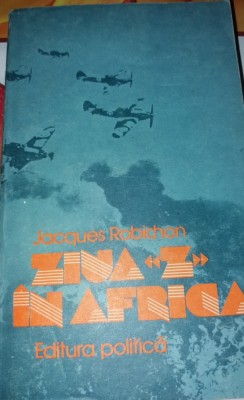 Jacques Robichon
ZIUA «Z»
ÎN AFRICA
Editura politică